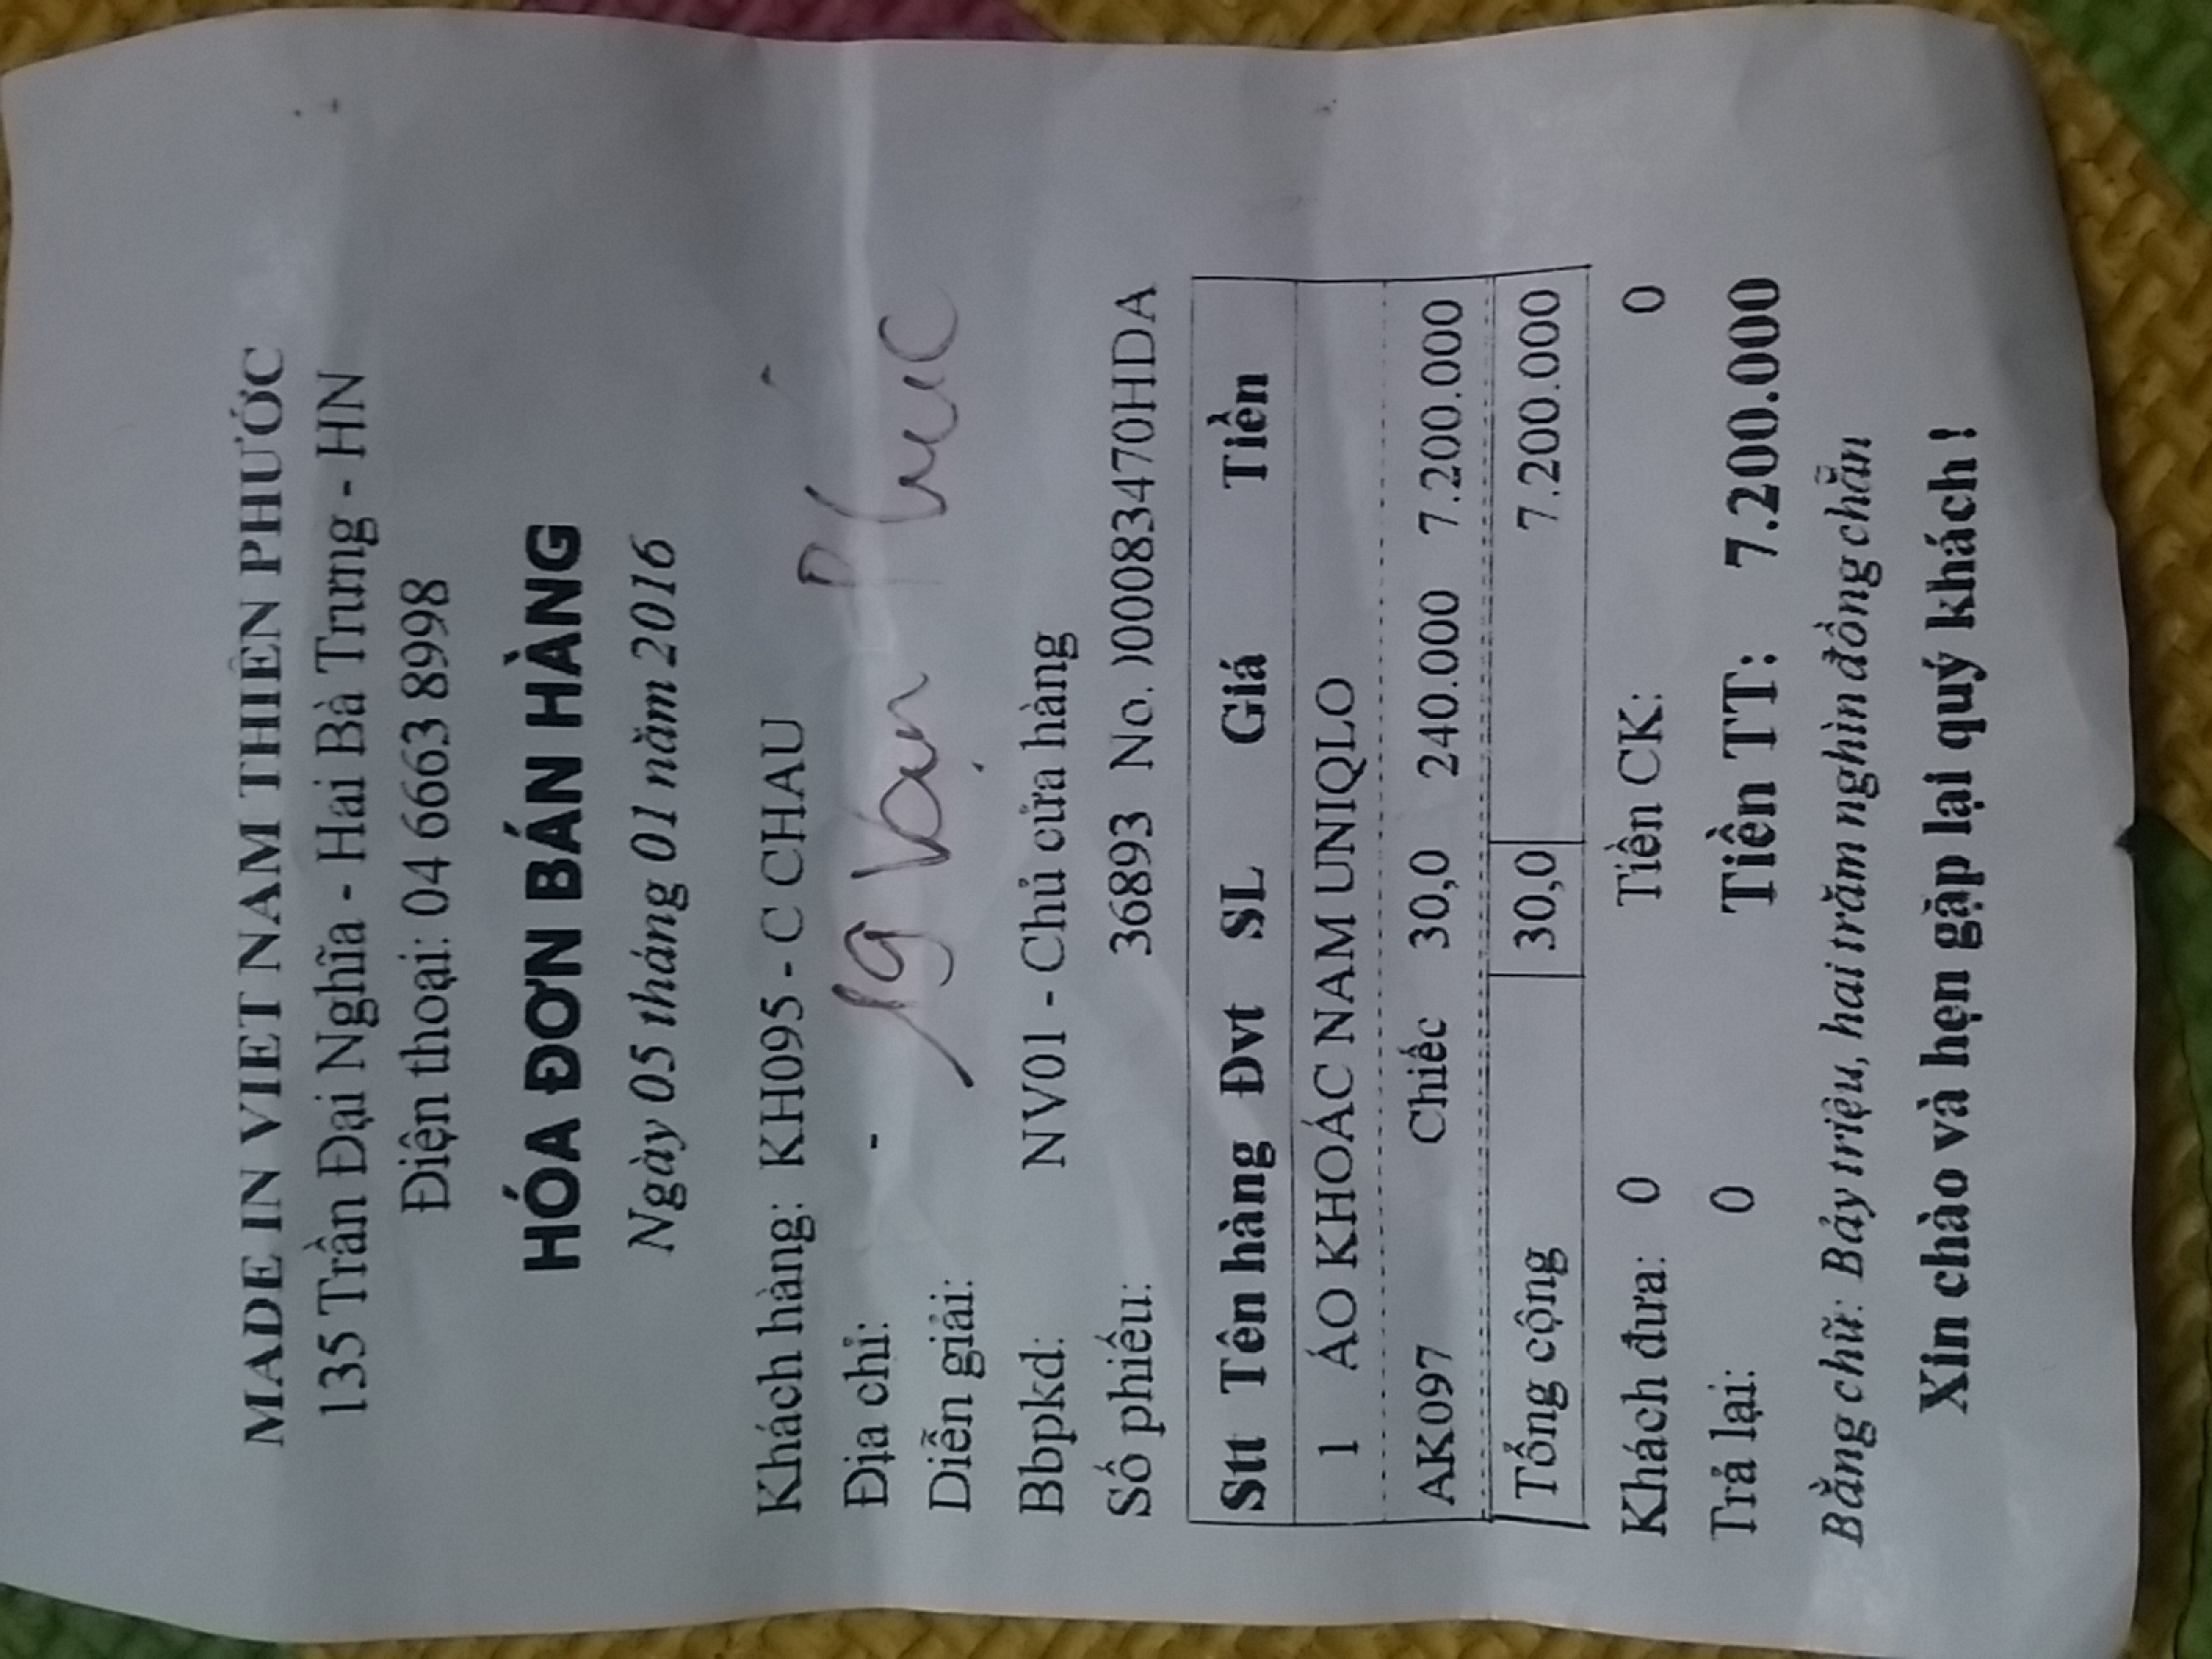 MADE IN VIET NAM THIÊN PHƯỚC
135 Trần Đại Nghĩa - Hai Bà Trưng - HN
Điện thoại: 04 6663 8998
HÓA ĐƠN BÁN HÀNG
Ngày 05 tháng 01 năm 2016
Khách hàng: KH095 - C CHAU
Địa chỉ: - 19 Vạn Phúc
Diễn giải:
Bbpkd: NV01 - Chủ cửa hàng
Số phiếu: 36893 No. )000083470HDA
Stt Tên hàng Đvt SL Giá Tiền
1 ÁO KHOÁC NAM UNIQLO
AK097 Chiếc 30,0 240.000 7.200.000
Tổng cộng 30,0 7.200.000
Khách đưa: 0 Tiền CK: 0
Trả lại: 0 Tiền TT: 7.200.000
Bằng chữ: Bảy triệu, hai trăm nghìn đồng chẵn
Xin chào và hẹn gặp lại quý khách !